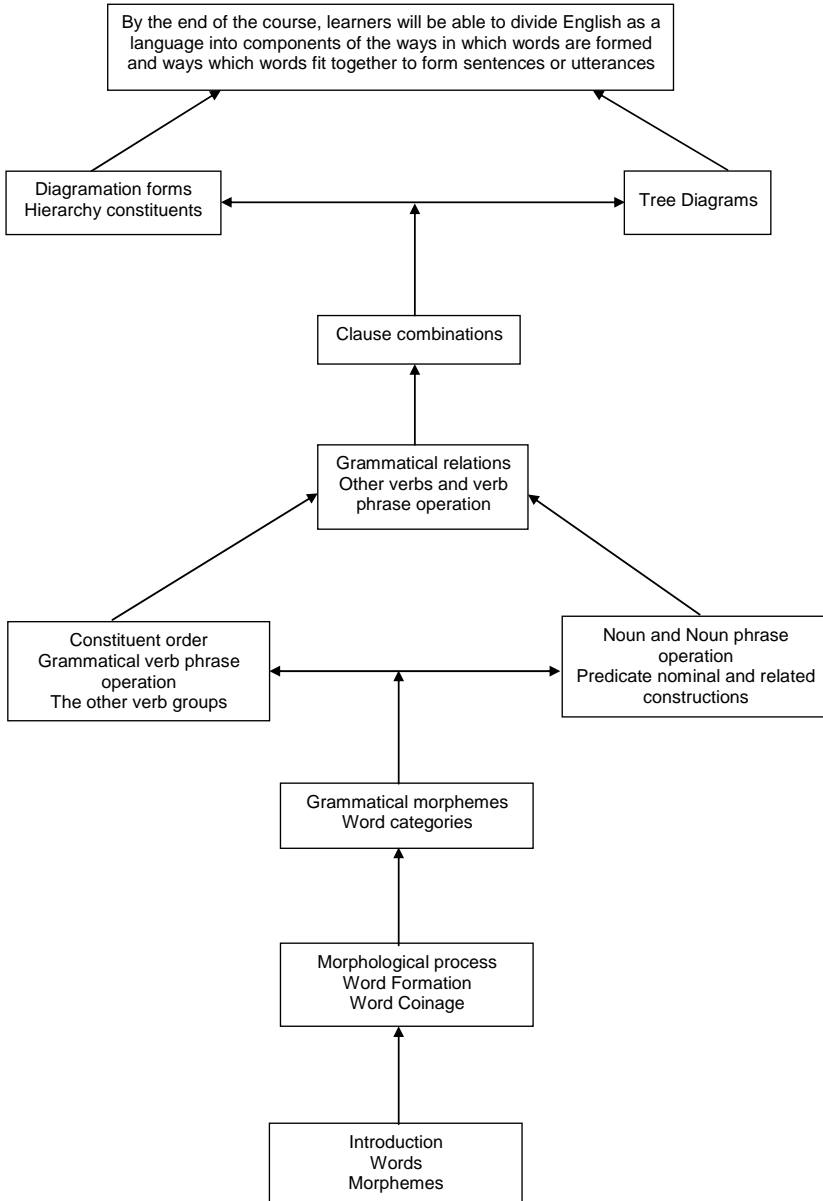 By the end of the course, learners will be able to divide English as a
language into components of the ways in which words are formed
and ways which words fit together to form sentences or utterances
Diagramation forms
Hierarchy constituents
Tree Diagrams
Clause combinations
Grammatical relations
Other verbs and verb
phrase operation
Constituent order
Grammatical verb phrase
operation
The other verb groups
Noun and Noun phrase
operation
Predicate nominal and related
constructions
Grammatical morphemes
Word categories
Morphological process
Word Formation
Word Coinage
Introduction
Words
Morphemes